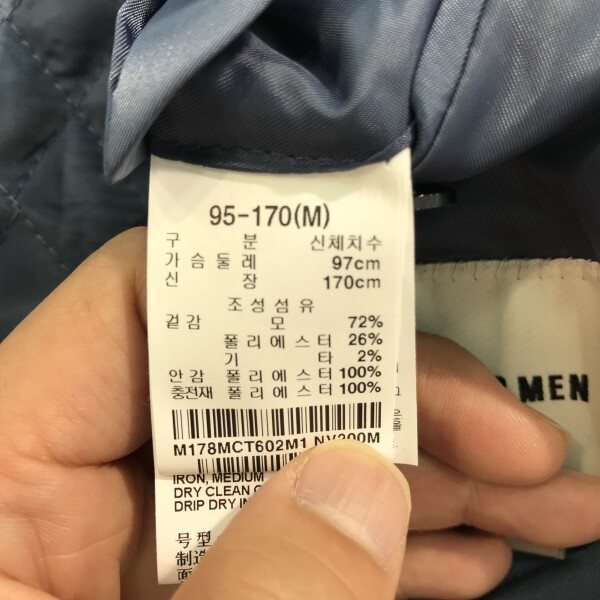 95-170(M)
구 분 신체치수
가슴둘레 97cm
신 장 170cm
조성섬유
겉감 모 72%
폴리에스터 26%
기 타 2%
안감 폴리에스터 100%
충전재 폴리에스터 100%
M178MCT602M1 NV200M
IRON, MEDIUM
DRY CLEAN
DRIP DRY IN
号型
制造
MEN